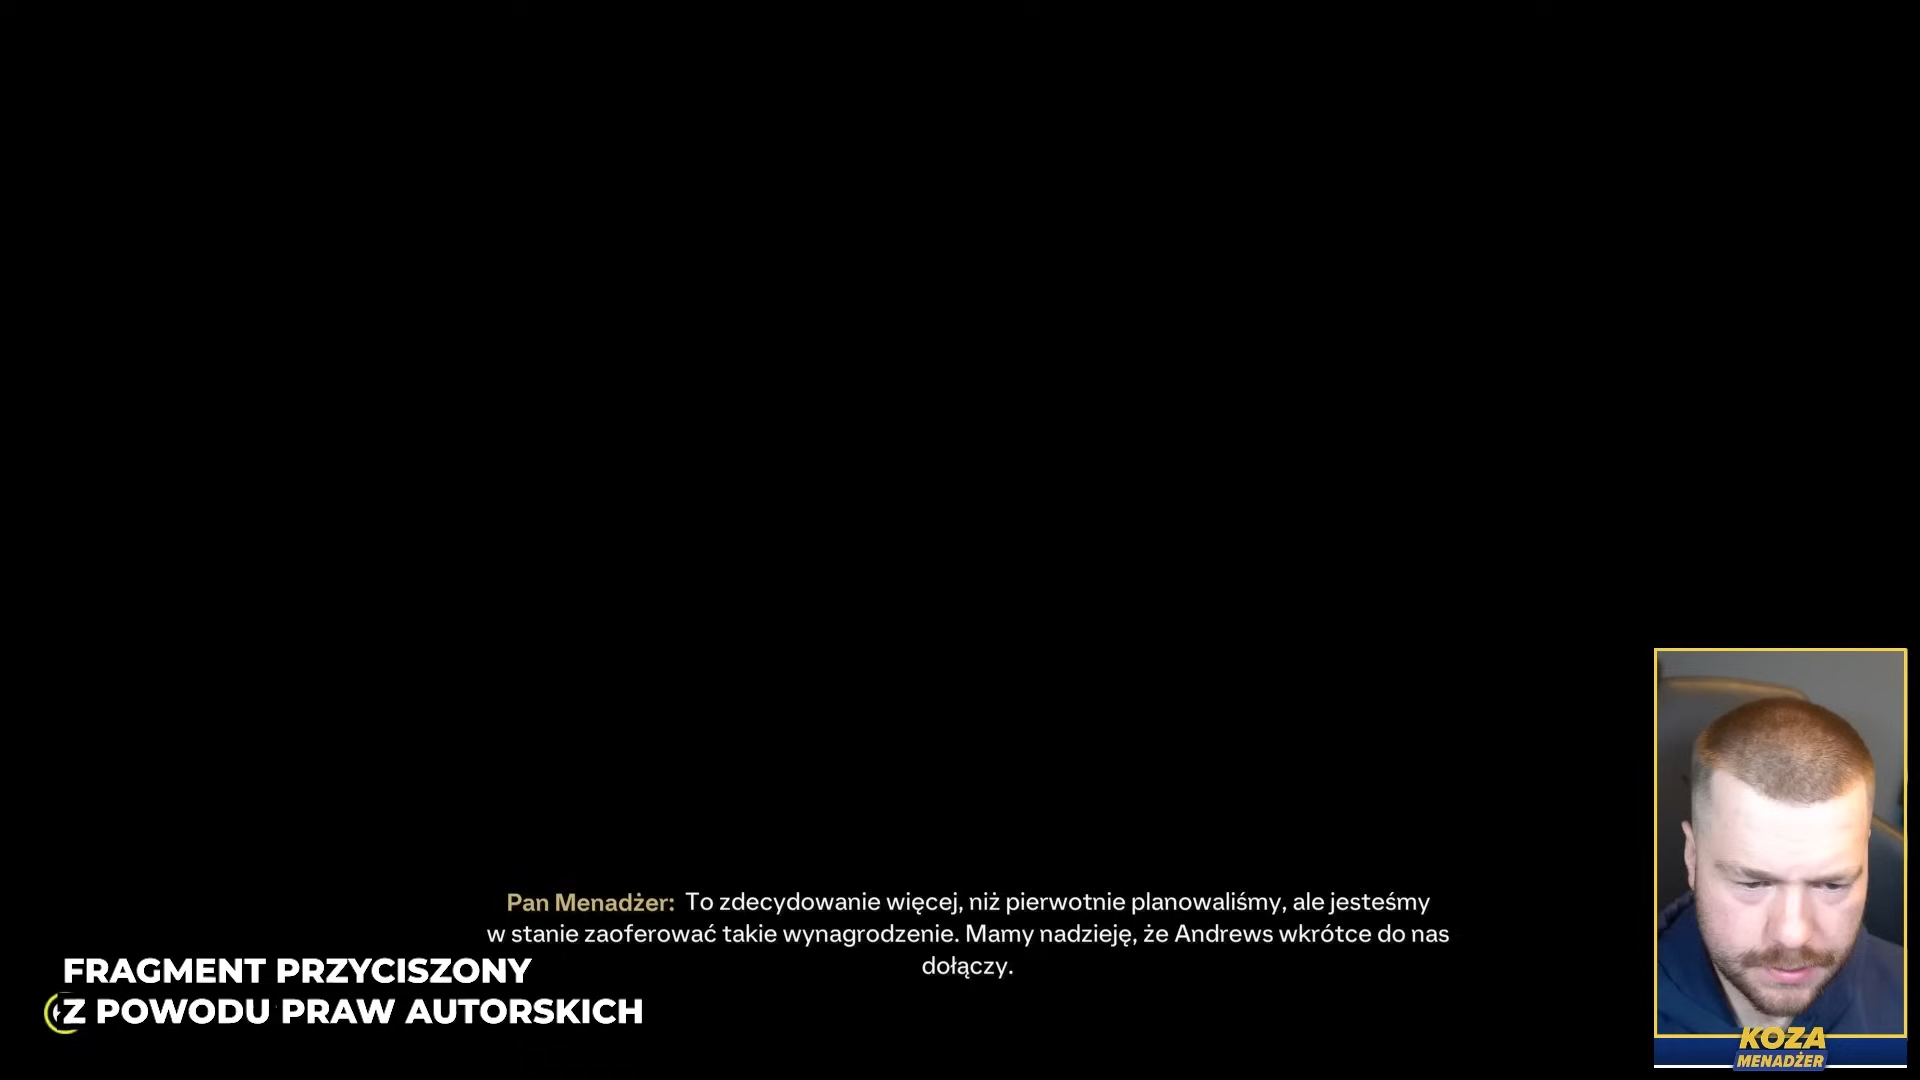 Pan Menadżer: To zdecydowanie więcej, niż pierwotnie planowaliśmy, ale jesteśmy
w stanie zaoferować takie wynagrodzenie. Mamy nadzieję, że Andrews wkrótce do nas
dołączy.
FRAGMENT PRZYCISZONY
Z POWODU PRAW AUTORSKICH
KOZA
MENADŻER